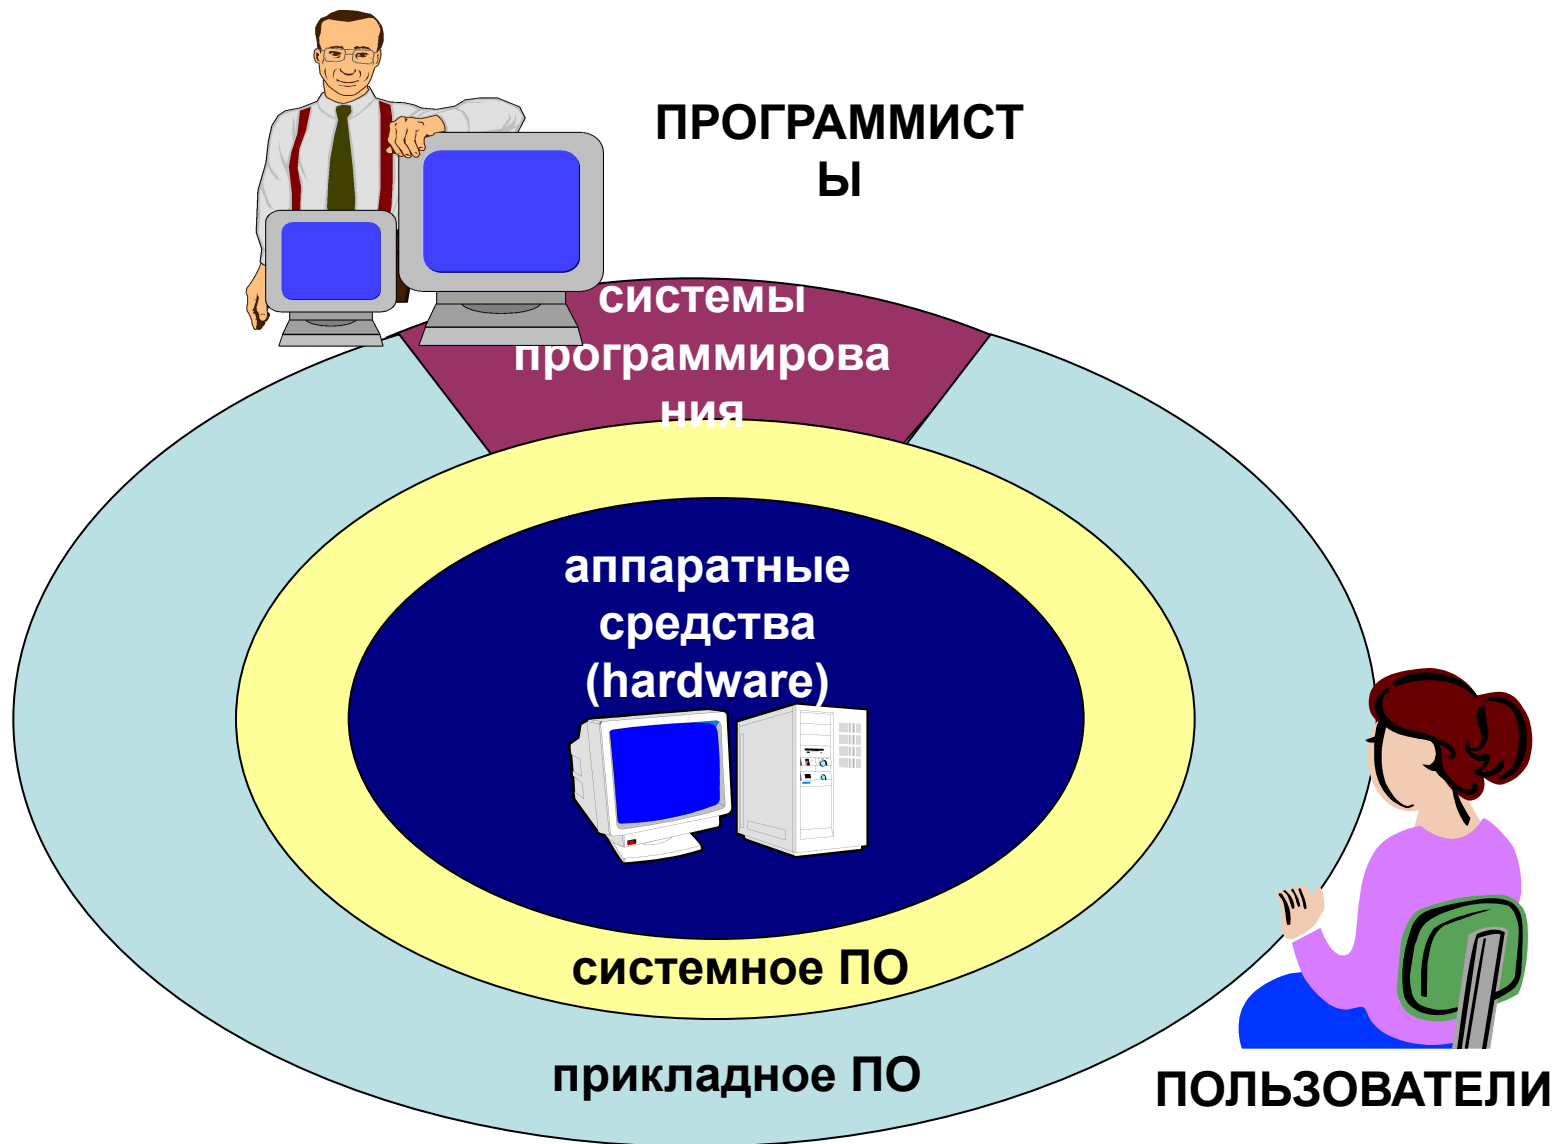 ПРОГРАММИСТ
Ы
системы
программирова
ния
аппаратные
средства
(hardware)
системное ПО
прикладное ПО
ПОЛЬЗОВАТЕЛИ